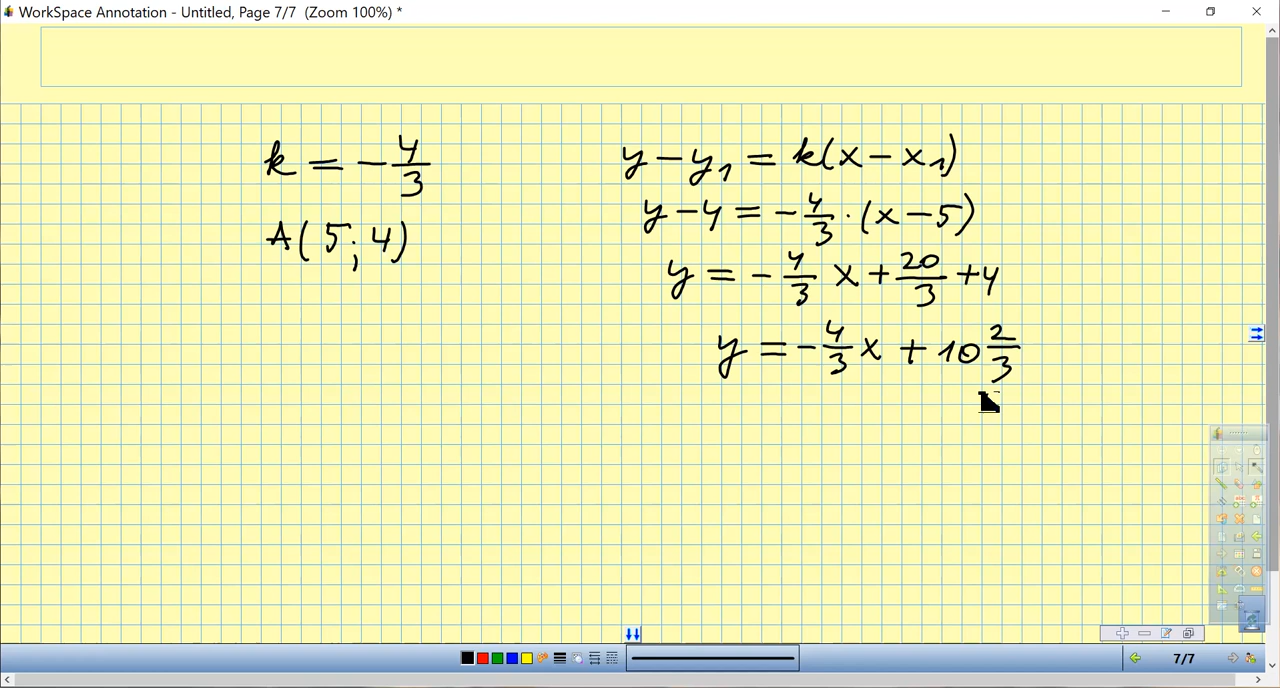 WorkSpace Annotation - Untitled, Page 7/7 (Zoom 100%) *
k = -4/3
A(5;4)
y - y₁ = k(x - x₁)
y - 4 = -4/3 · (x - 5)
y = -4/3 x + 20/3 + 4
y = -4/3 x + 10 2/3
7/7